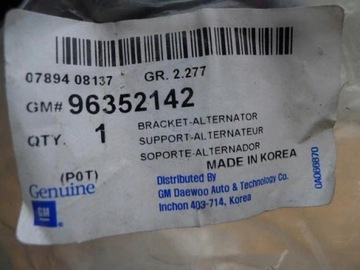 07894 08137 GR. 2.277
GM# 96352142
QTY. 1 BRACKET-ALTERNATOR
SUPPORT-ALTERNATEUR
SOPORTE-ALTERNADOR
(P0T) MADE IN KOREA
Genuine Distributed By
GM Daewoo Auto & Technology Co.
GM Inchon 403-714, Korea
0A066870